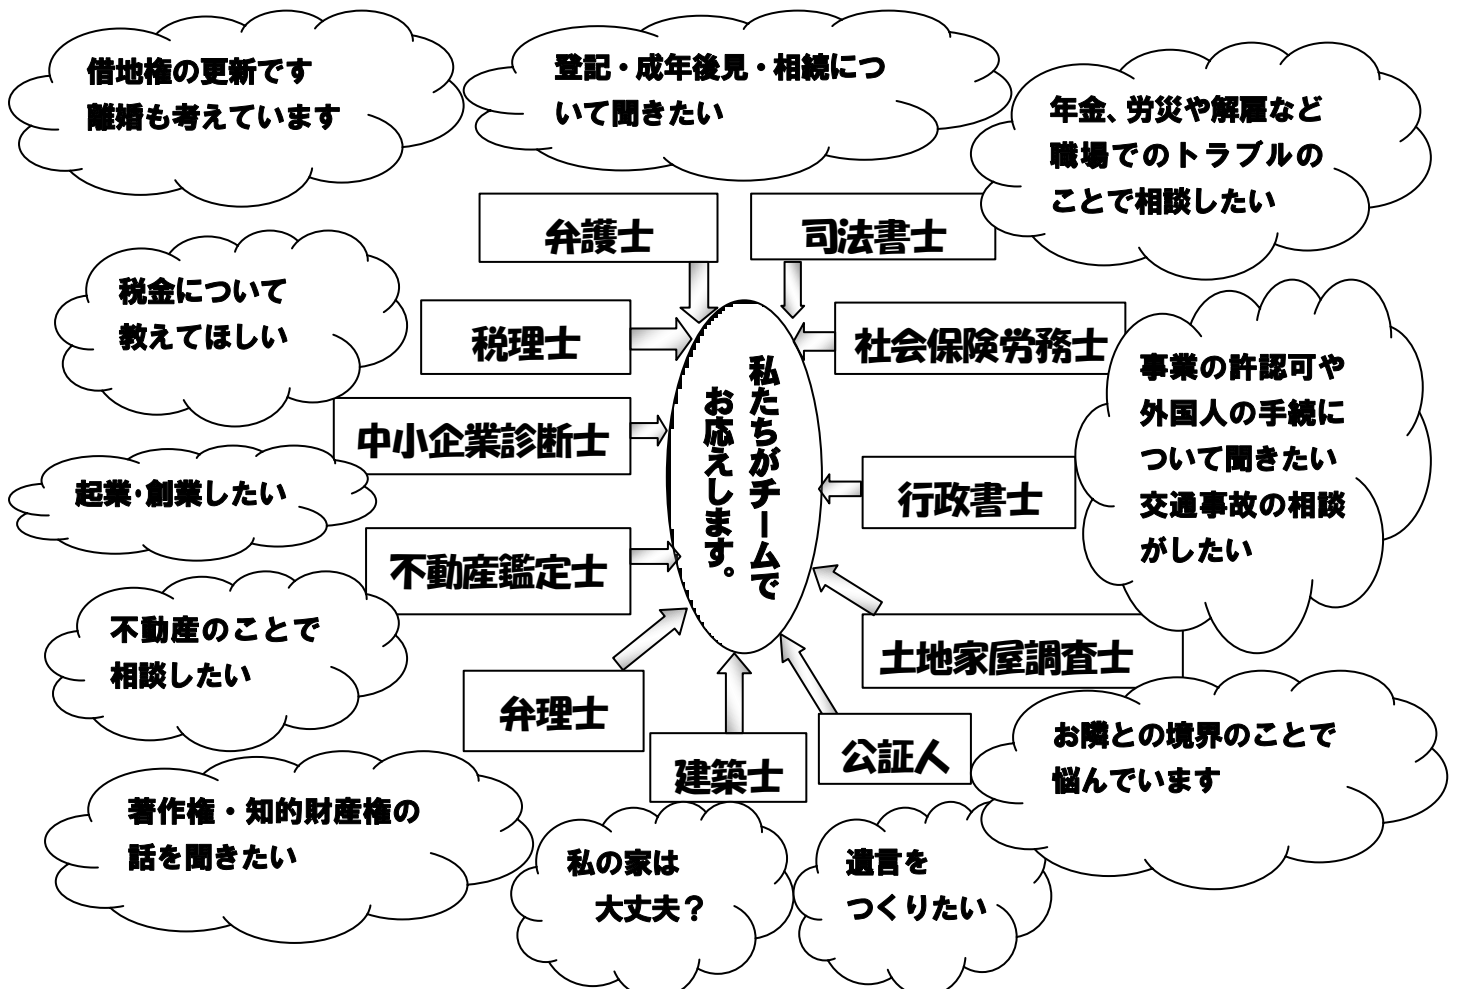 借地権の更新です
離婚も考えています
登記・成年後見・相続につ
いて聞きたい
年金、労災や解雇など
職場でのトラブルの
ことで相談したい
弁護士
司法書士
税金について
教えてほしい
税理士
社会保険労務士
事業の許認可や
外国人の手続に
ついて聞きたい
交通事故の相談
がしたい
中小企業診断士
私たちがチームで
お応えします。
起業・創業したい
行政書士
不動産鑑定士
不動産のことで
相談したい
土地家屋調査士
弁理士
公証人
建築士
お隣との境界のことで
悩んでいます
著作権・知的財産権の
話を聞きたい
私の家は
大丈夫？
遺言を
つくりたい